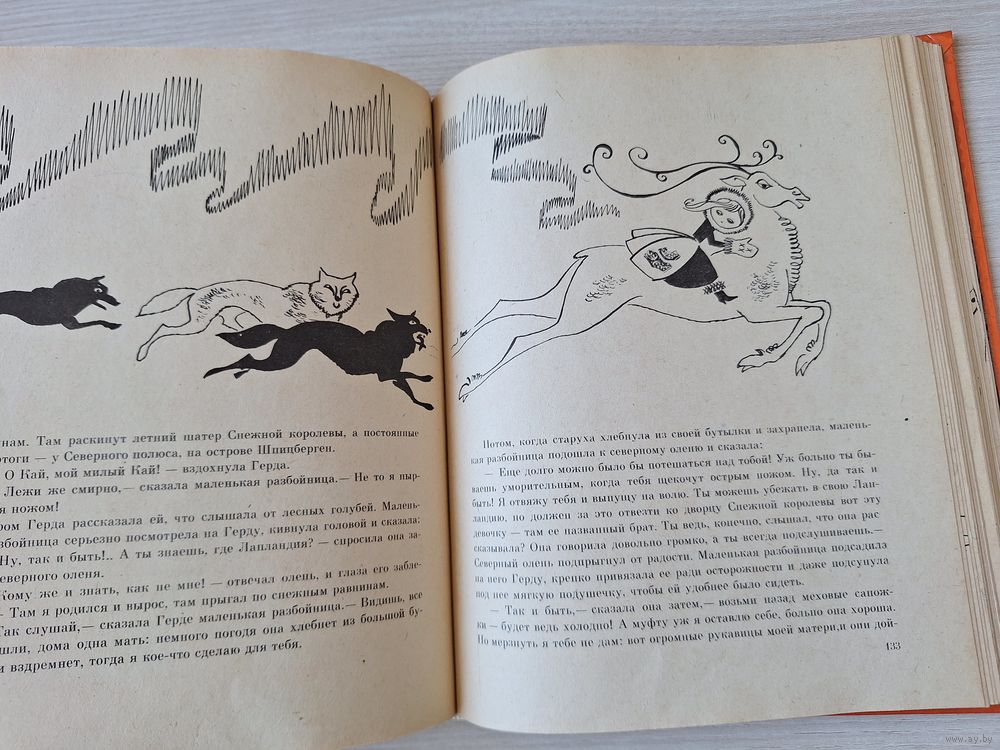 нам. Там раскинут летний шатер Снежной королевы, а постоянные
у Северного полюса, на острове Шпицберген.
О Кай, мой милый Кай! — вздохнула Герда.
Лежи же смирно,— сказала маленькая разбойница.— Не то я пыр-
я ножом!
ром Герда рассказала ей, что слышала от лесных голубей. Малень-
збойница серьезно посмотрела на Герду, кивнула головой и сказала:
Ну, так и быть!.. А ты знаешь, где Лапландия? — спросила она за-
еверного оленя.
Кому же и знать, как не мне! — отвечал олень, и глаза его забле-
— Там я родился и вырос, там прыгал по снежным равнинам.
Так слушай,— сказала Герде маленькая разбойница.— Видишь, все
шли, дома одна мать: немного погодя она хлебнет из большой бу-
и вздремнет, тогда я кое-что сделаю для тебя.
Потом, когда старуха хлебнула из своей бутылки и захрапела, малень-
кая разбойница подошла к северному оленю и сказала:
— Еще долго можно было бы потешаться над тобой! Уж больно ты бы-
ваешь уморительным, когда тебя щекочут острым ножом. Ну, да так и
быть! Я отвяжу тебя и выпущу на волю. Ты можешь убежать в свою Лап-
ландию, но должен за это отвезти ко дворцу Снежной королевы вот эту
девочку — там ее названный брат. Ты ведь, конечно, слышал, что она рас
сказывала? Она говорила довольно громко, а ты всегда подслушиваешь.—
Северный олень подпрыгнул от радости. Маленькая разбойница подсадила
на него Герду, крепко привязала ее ради осторожности и даже подсунула
под нее мягкую подушечку, чтобы ей удобнее было сидеть.
— Так и быть,— сказала она затем,— возьми назад меховые сапож-
ки — будет ведь холодно! А муфту уж я оставлю себе, больно она хороша.
Но мерзнуть я тебе не дам: вот огромные рукавицы моей матери, они дой-
133
www.ay.by